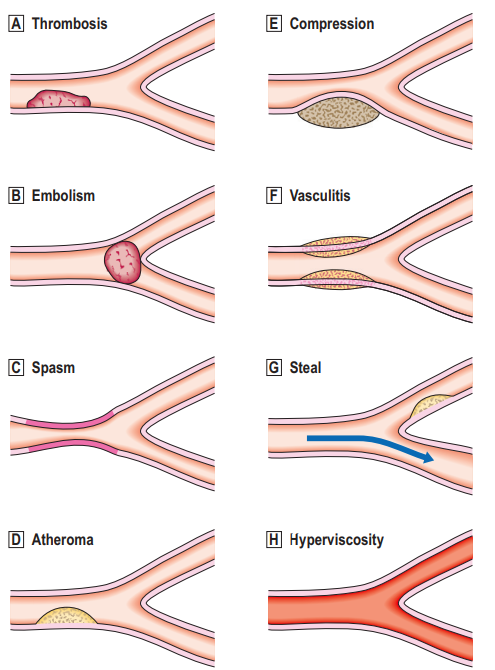 A Thrombosis
E Compression
B Embolism
F Vasculitis
C Spasm
G Steal
D Atheroma
H Hyperviscosity